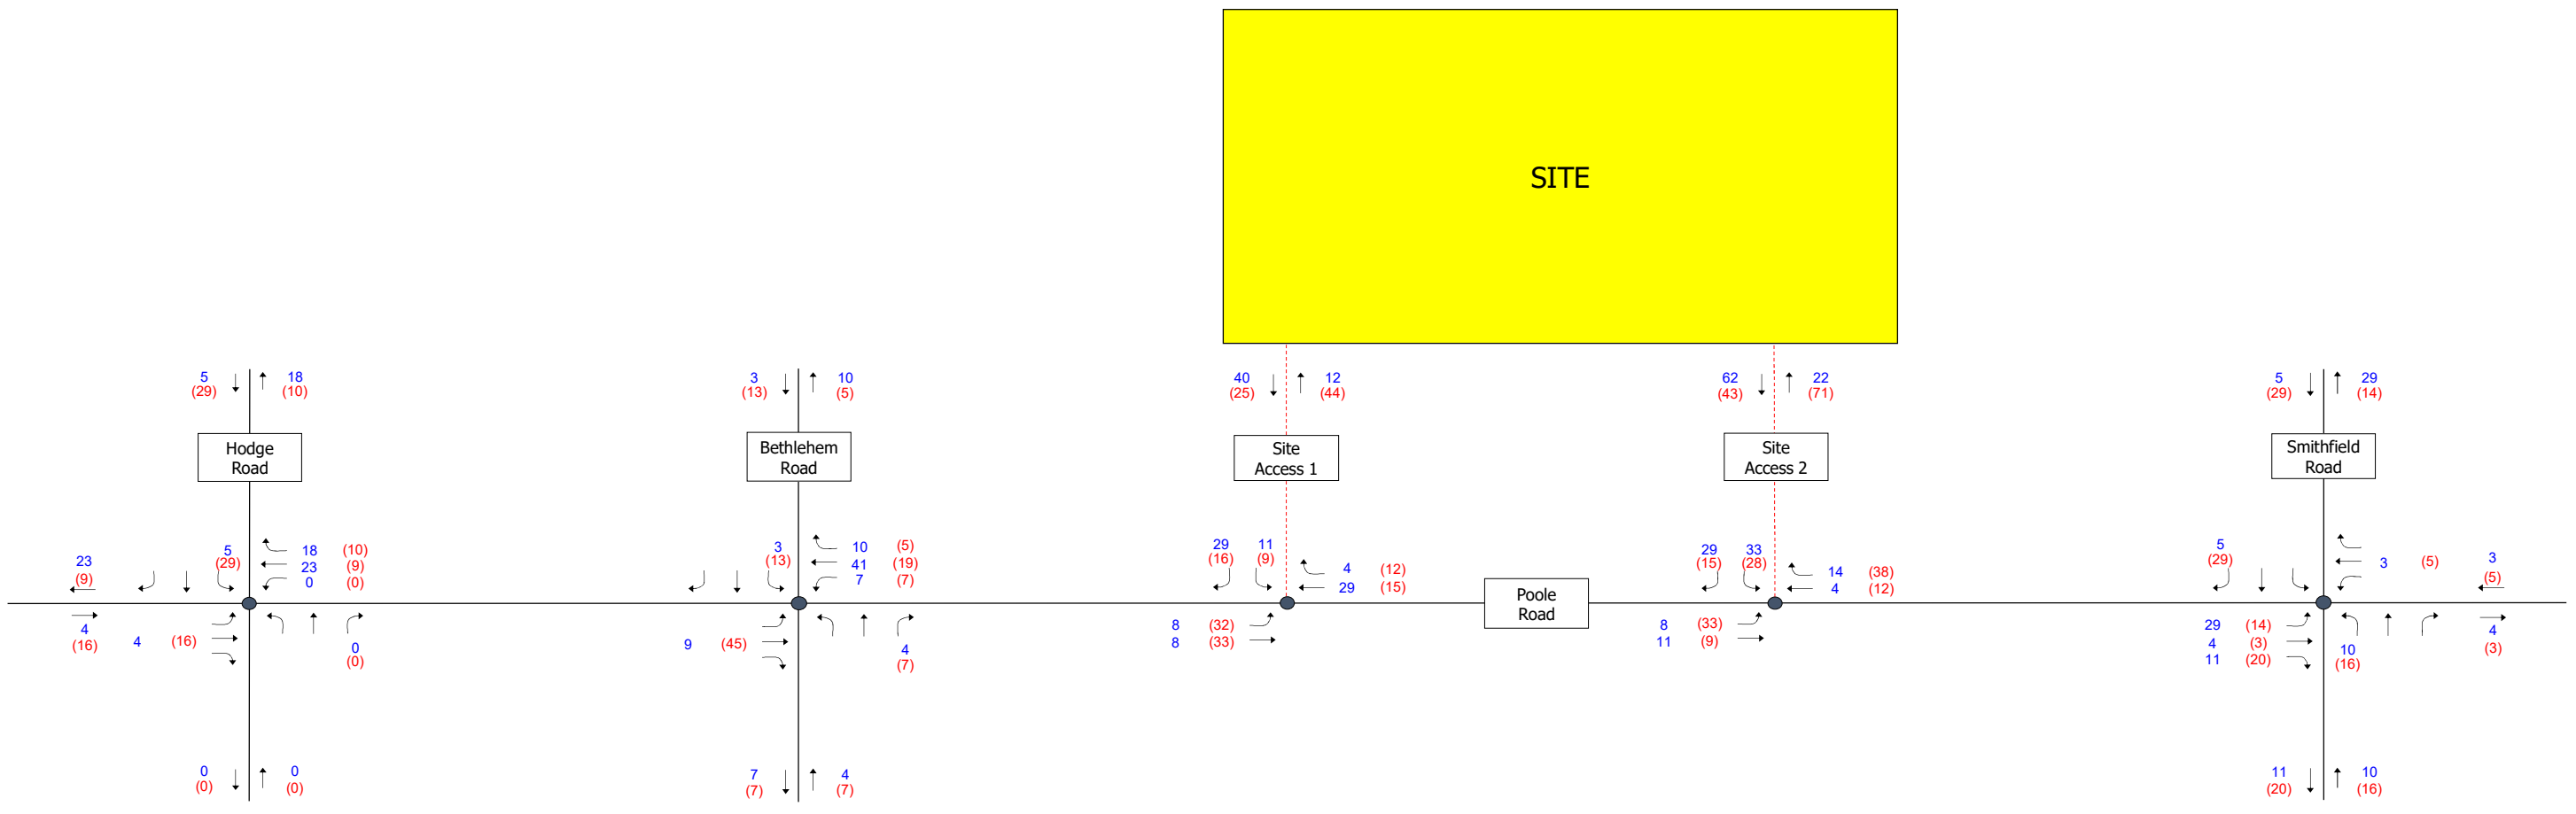 SITE
5 18 3 10 40 12 62 22 5 29
(29) (10) (13) (5) (25) (44) (43) (71) (29) (14)
Hodge
Road
Bethlehem
Road
Site
Access 1
Site
Access 2
Smithfield
Road
23
(9)
5
(29)
18 (10)
23 (9)
0 (0)
4
(16)
4 (16)
0
(0)
3
(13)
10 (5)
41 (19)
7 (7)
9 (45)
4
(7)
29 11
(16) (9)
4 (12)
29 (15)
8 (32)
8 (33)
Poole
Road
29 33
(15) (28)
14 (38)
4 (12)
8 (33)
11 (9)
5
(29)
3 (5)
3
(5)
29 (14)
4 (3)
11 (20)
10
(16)
4
(3)
0 0 7 4 11 10
(0) (0) (7) (7) (20) (16)